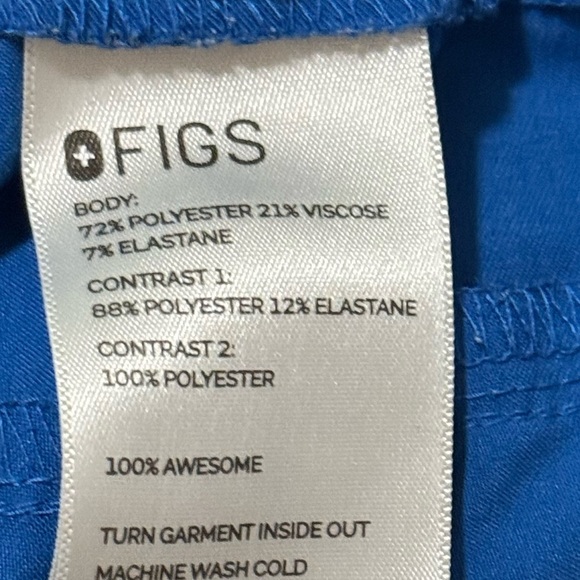 FIGS
BODY:
72% POLYESTER 21% VISCOSE
7% ELASTANE
CONTRAST 1:
88% POLYESTER 12% ELASTANE
CONTRAST 2:
100% POLYESTER
100% AWESOME
TURN GARMENT INSIDE OUT
MACHINE WASH COLD